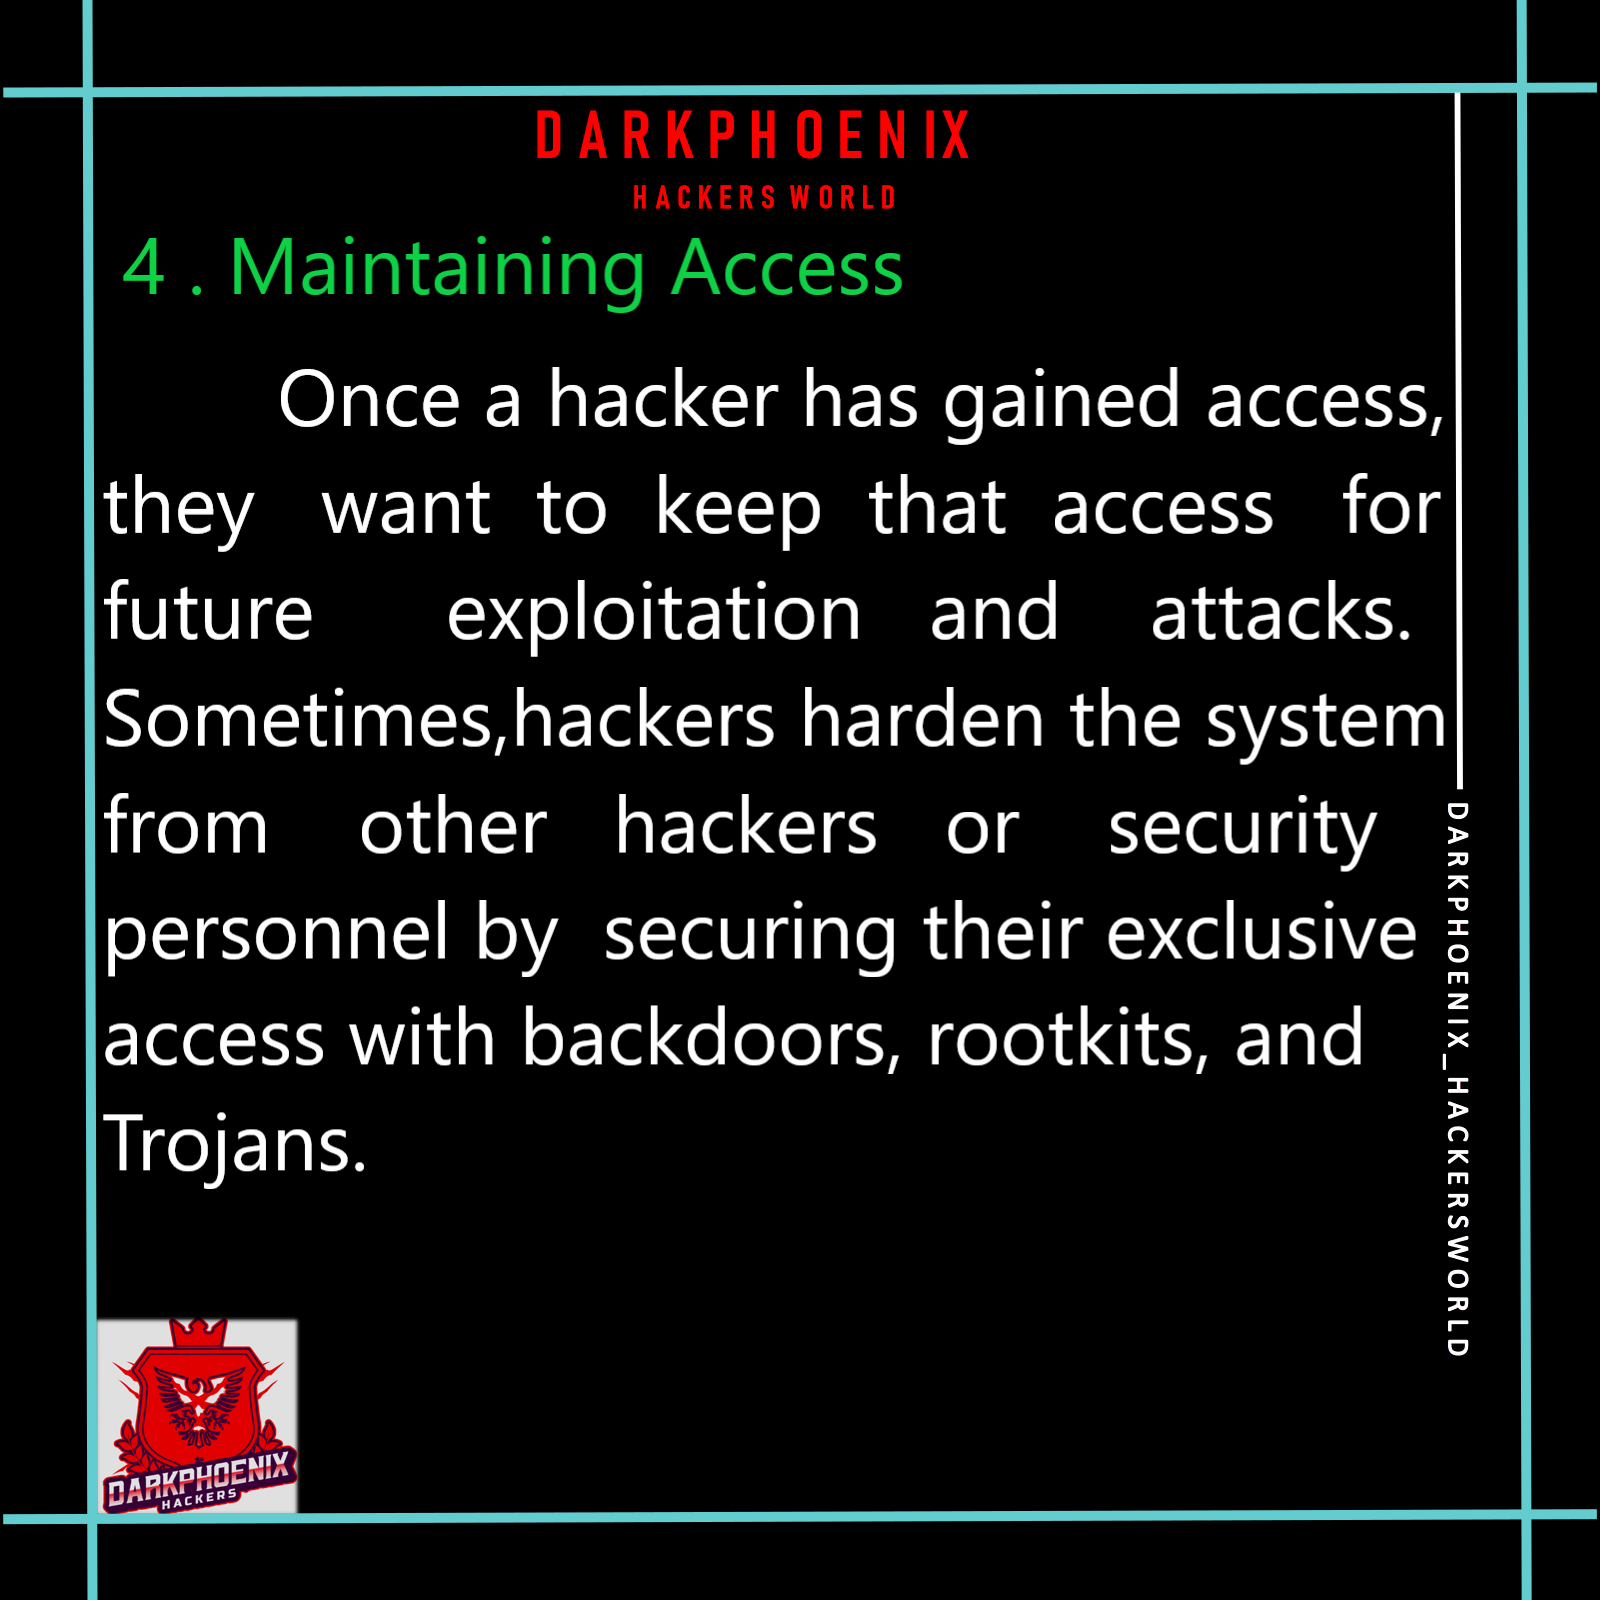 DARKPHOENIX
HACKERS WORLD
4 . Maintaining Access
Once a hacker has gained access,
they want to keep that access for
future exploitation and attacks.
Sometimes,hackers harden the system
from other hackers or security
personnel by securing their exclusive
access with backdoors, rootkits, and
Trojans.
DARKPHOENIX_HACKERSWORLD
DARKPHOENIX
HACKERS